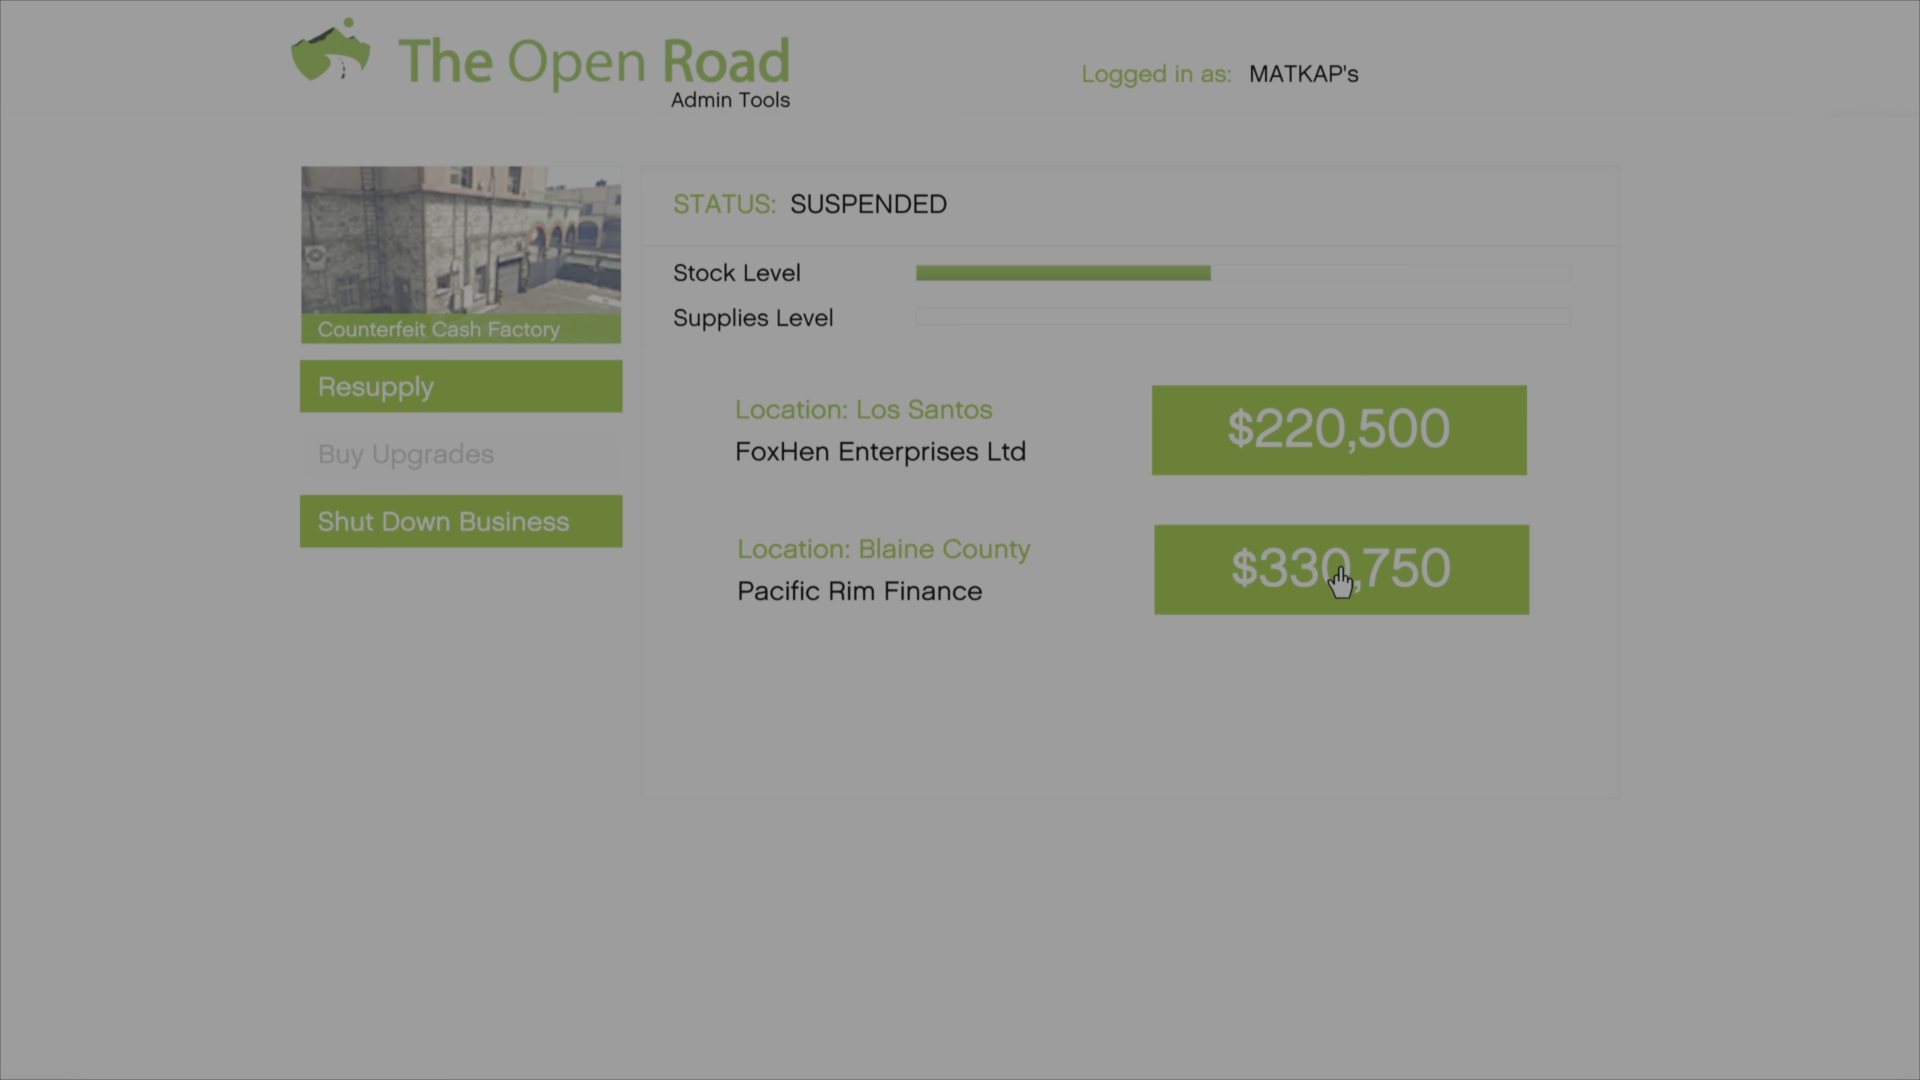 The Open Road
Admin Tools
Logged in as: MATKAP's
Counterfeit Cash Factory
Resupply
Buy Upgrades
Shut Down Business
STATUS: SUSPENDED
Stock Level
Supplies Level
Location: Los Santos
FoxHen Enterprises Ltd
$220,500
Location: Blaine County
Pacific Rim Finance
$330,750